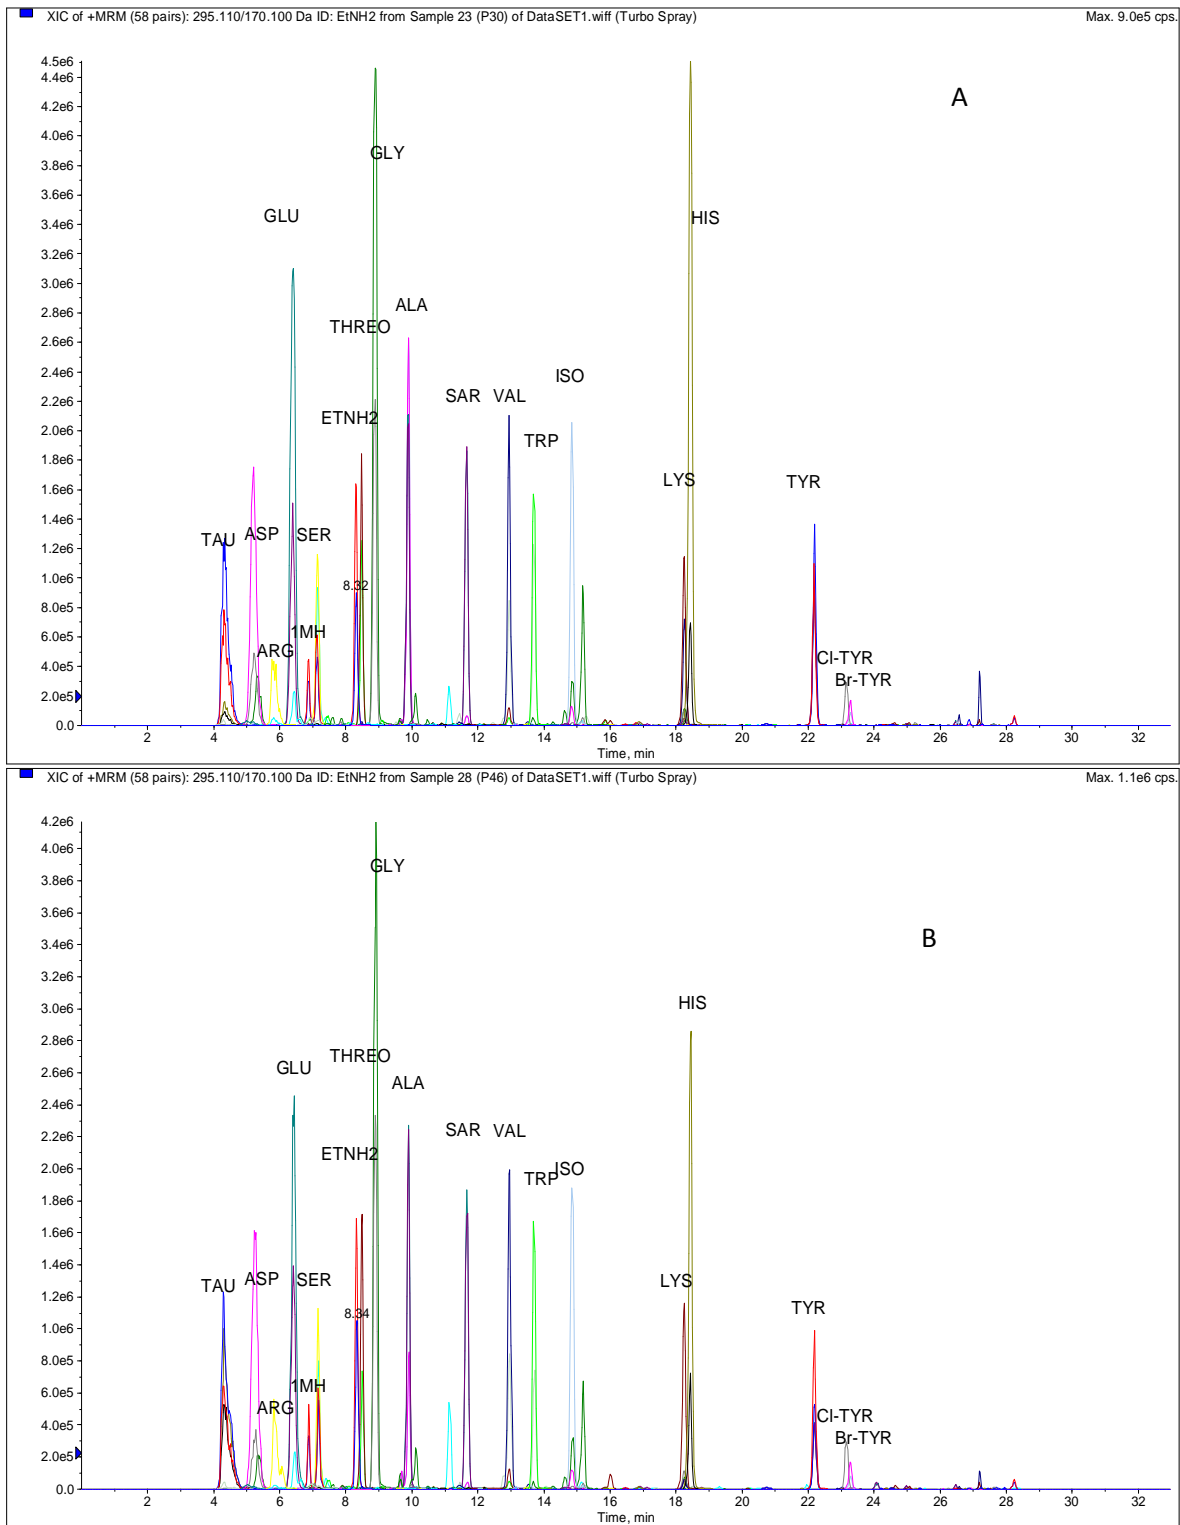 XIC of +MRM (58 pairs): 295.110/170.100 Da ID: EtNH2 from Sample 23 (P30) of DataSET1.wiff (Turbo Spray) Max. 9.0e5 cps.
4.5e6
4.4e6
A
4.2e6
4.0e6
GLY
3.8e6
3.6e6
GLU HIS
3.4e6
3.2e6
3.0e6
2.8e6
ALA
THREO
2.6e6
2.4e6
ISO
2.2e6
SAR VAL
ETNH2
2.0e6
TRP
1.8e6
LYS TYR
1.6e6
1.4e6
TAU ASP SER
1.2e6
1.0e6
8.32
8.0e5
1MH
6.0e5
ARG Cl-TYR
4.0e5
Br-TYR
2.0e5
0.0
2 4 6 8 10 12 14 16 18 20 22 24 26 28 30 32
Time, min
XIC of +MRM (58 pairs): 295.110/170.100 Da ID: EtNH2 from Sample 28 (P46) of DataSET1.wiff (Turbo Spray) Max. 1.1e6 cps.
4.2e6
4.0e6
GLY
3.8e6
3.6e6
B
3.4e6
3.2e6
HIS
3.0e6
2.8e6
THREO
GLU
2.6e6
ALA
2.4e6
SAR VAL
2.2e6
ETNH2
2.0e6
TRP ISO
1.8e6
1.6e6
1.4e6
TAU ASP SER LYS
1.2e6
TYR
8.34
1.0e6
8.0e5
1MH
6.0e5
ARG Cl-TYR
4.0e5
Br-TYR
2.0e5
0.0
2 4 6 8 10 12 14 16 18 20 22 24 26 28 30 32
Time, min